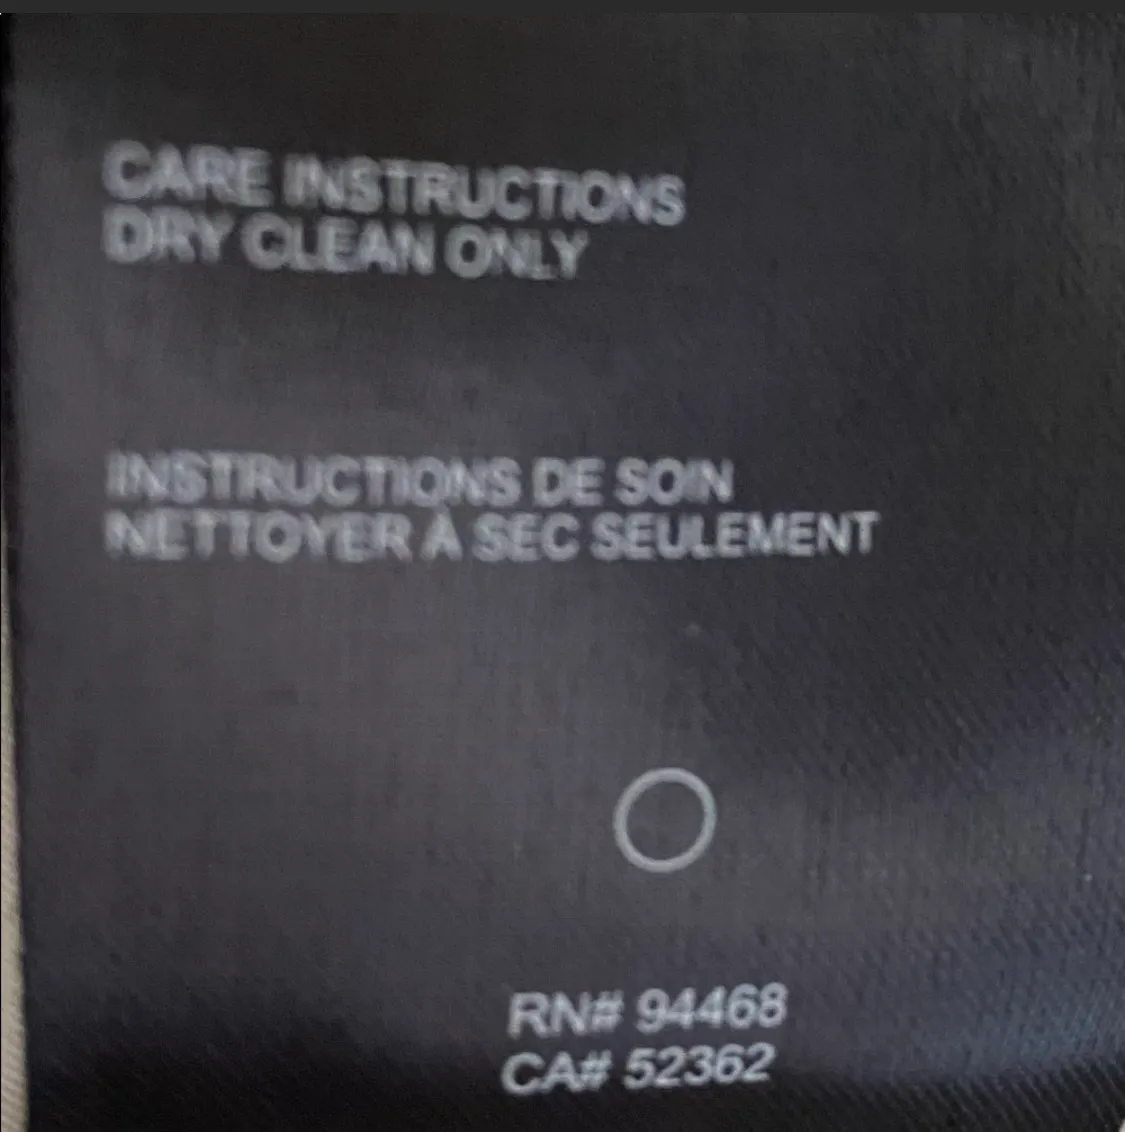 CARE INSTRUCTIONS
DRY CLEAN ONLY
INSTRUCTIONS DE SOIN
NETTOYER À SEC SEULEMENT
RN# 94468
CA# 52362